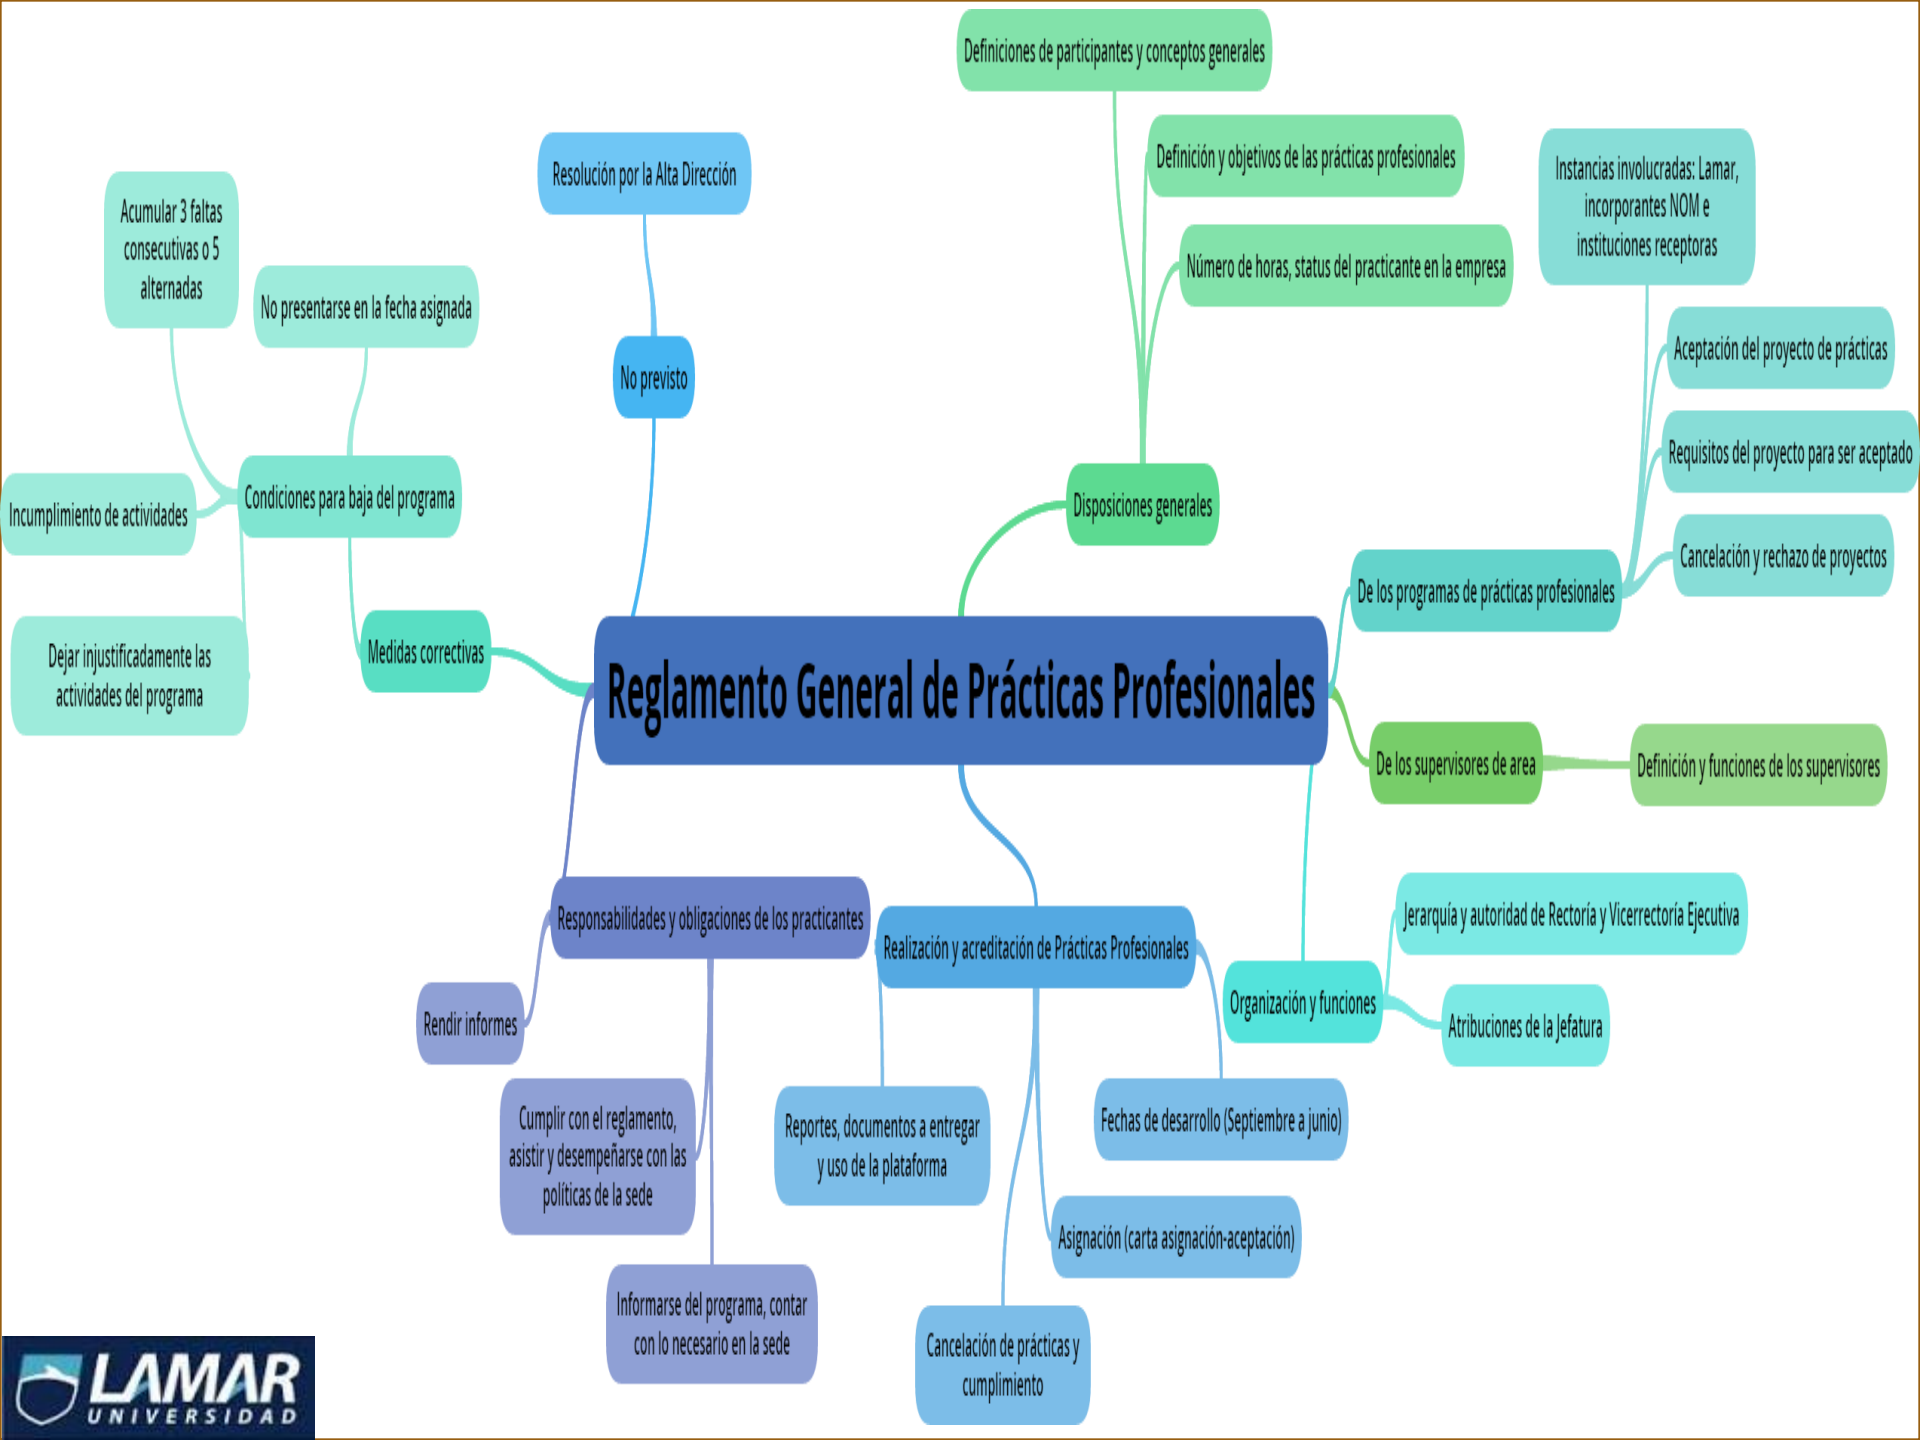 Definiciones de participantes y conceptos generales
Definición y objetivos de las prácticas profesionales
Número de horas, status del practicante en la empresa
Disposiciones generales
Resolución por la Alta Dirección
No previsto
Acumular 3 faltas
consecutivas o 5
alternadas
No presentarse en la fecha asignada
Incumplimiento de actividades
Condiciones para baja del programa
Dejar injustificadamente las
actividades del programa
Medidas correctivas
Instancias involucradas: Lamar,
incorporantes NOM e
instituciones receptoras
Aceptación del proyecto de prácticas
Requisitos del proyecto para ser aceptado
Cancelación y rechazo de proyectos
De los programas de prácticas profesionales
Reglamento General de Prácticas Profesionales
De los supervisores de area
Definición y funciones de los supervisores
Responsabilidades y obligaciones de los practicantes
Rendir informes
Cumplir con el reglamento,
asistir y desempeñarse con las
políticas de la sede
Informarse del programa, contar
con lo necesario en la sede
Realización y acreditación de Prácticas Profesionales
Reportes, documentos a entregar
y uso de la plataforma
Fechas de desarrollo (Septiembre a junio)
Asignación (carta asignación-aceptación)
Cancelación de prácticas y
cumplimiento
Organización y funciones
Jerarquía y autoridad de Rectoría y Vicerrectoría Ejecutiva
Atribuciones de la Jefatura
LAMAR
UNIVERSIDAD